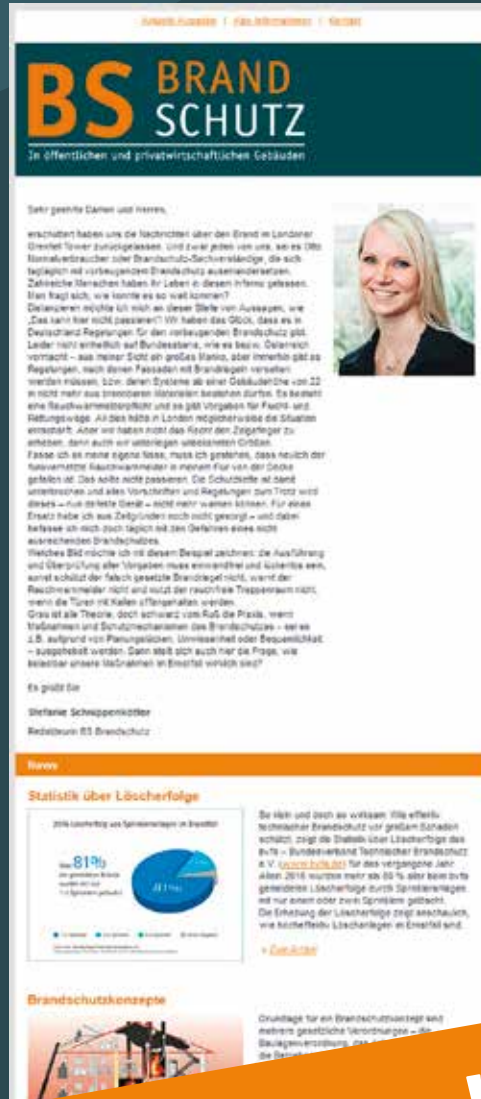 Aktuelle Ausgabe | Abo-Informationen | Kontakt
BS BRAND
SCHUTZ
In öffentlichen und privatwirtschaftlichen Gebäuden
Sehr geehrte Damen und Herren,
erschüttert haben uns die Nachrichten über den Brand im Londoner
Grenfell Tower zurückgelassen. Und zwar jeden von uns, sei es Otto
Normalverbraucher oder Brandschutz-Sachverständige, die sich
tagtäglich mit vorbeugendem Brandschutz auseinandersetzen.
Zahlreiche Menschen haben ihr Leben in diesem Inferno gelassen.
Man fragt sich, wie konnte es so weit kommen?
Distanzieren möchte ich mich an dieser Stelle von Aussagen, wie
„Das kann hier nicht passieren“! Wir haben das Glück, dass es in
Deutschland Regelungen für den vorbeugenden Brandschutz gibt.
Leider nicht einheitlich auf Bundesebene, wie es bspw. Österreich
vormacht – aus meiner Sicht ein großes Manko, aber immerhin gibt es
Regelungen, nach denen Fassaden mit Brandriegeln versehen
werden müssen, bzw. deren Systeme ab einer Gebäudehöhe von 22
m nicht mehr aus brennbaren Materialien bestehen dürfen. Es besteht
eine Rauchwarnmelderpflicht und es gibt Vorgaben für Flucht- und
Rettungswege. All das hätte in London möglicherweise die Situation
entschärft. Aber wir haben nicht das Recht den Zeigefinger zu
erheben, denn auch wir unterliegen unbekannten Größen.
Fasse ich an meine eigene Nase, muss ich gestehen, dass neulich der
funkvernetzte Rauchwarnmelder in meinem Flur von der Decke
gefallen ist. Das sollte nicht passieren. Die Schutzkette ist damit
unterbrochen und allen Vorschriften und Regelungen zum Trotz wird
dieses – nun defekte Gerät – nicht mehr warnen können. Für einen
Ersatz habe ich aus Zeitgründen noch nicht gesorgt – und dabei
befasse ich mich doch täglich mit den Gefahren eines nicht
ausreichenden Brandschutzes.
Welches Bild möchte ich mit diesem Beispiel zeichnen: die Ausführung
und Überprüfung aller Vorgaben muss einwandfrei und lückenlos sein,
sonst schützt der falsch gesetzte Brandriegel nicht, warnt der
Rauchwarnmelder nicht und nutzt der rauchfreie Treppenraum nicht,
wenn die Türen mit Keilen offengehalten werden.
Grau ist alle Theorie, doch schwarz vom Ruß die Praxis, wenn
Maßnahmen und Schutzmechanismen des Brandschutzes – sei es
z.B. aufgrund von Planungslücken, Unwissenheit oder Bequemlichkeit
– ausgehebelt werden. Dann stellt sich auch hier die Frage, wie
belastbar unsere Maßnahmen im Ernstfall wirklich sind?
Es grüßt Sie
Stefanie Schnippenkötter
Redakteurin BS Brandschutz
News
Statistik über Löscherfolge
2016 Löscherfolg aus Sprinkleranlagen im Ernstfall
81%
81%
So klein und doch so wirksam: Wie effektiv
technischer Brandschutz vor großem Schaden
schützt, zeigt die Statistik über Löscherfolge des
bvfa – Bundesverband Technischer Brandschutz
e.V. (www.bvfa.de) für das vergangene Jahr.
Allein 2016 wurden mehr als 80 % aller beim bvfa
gemeldeten Löscherfolge durch Sprinkleranlagen
mit nur einem oder zwei Sprinklern gelöscht.
Die Erhebung der Löscherfolge zeigt anschaulich,
wie hocheffektiv Löschanlagen im Ernstfall sind.
» Zum Artikel
Brandschutzkonzepte
Grundlage für ein Brandschutzkonzept sind
mehrere gesetzliche Verordnungen – die
Baulagenverordnung,